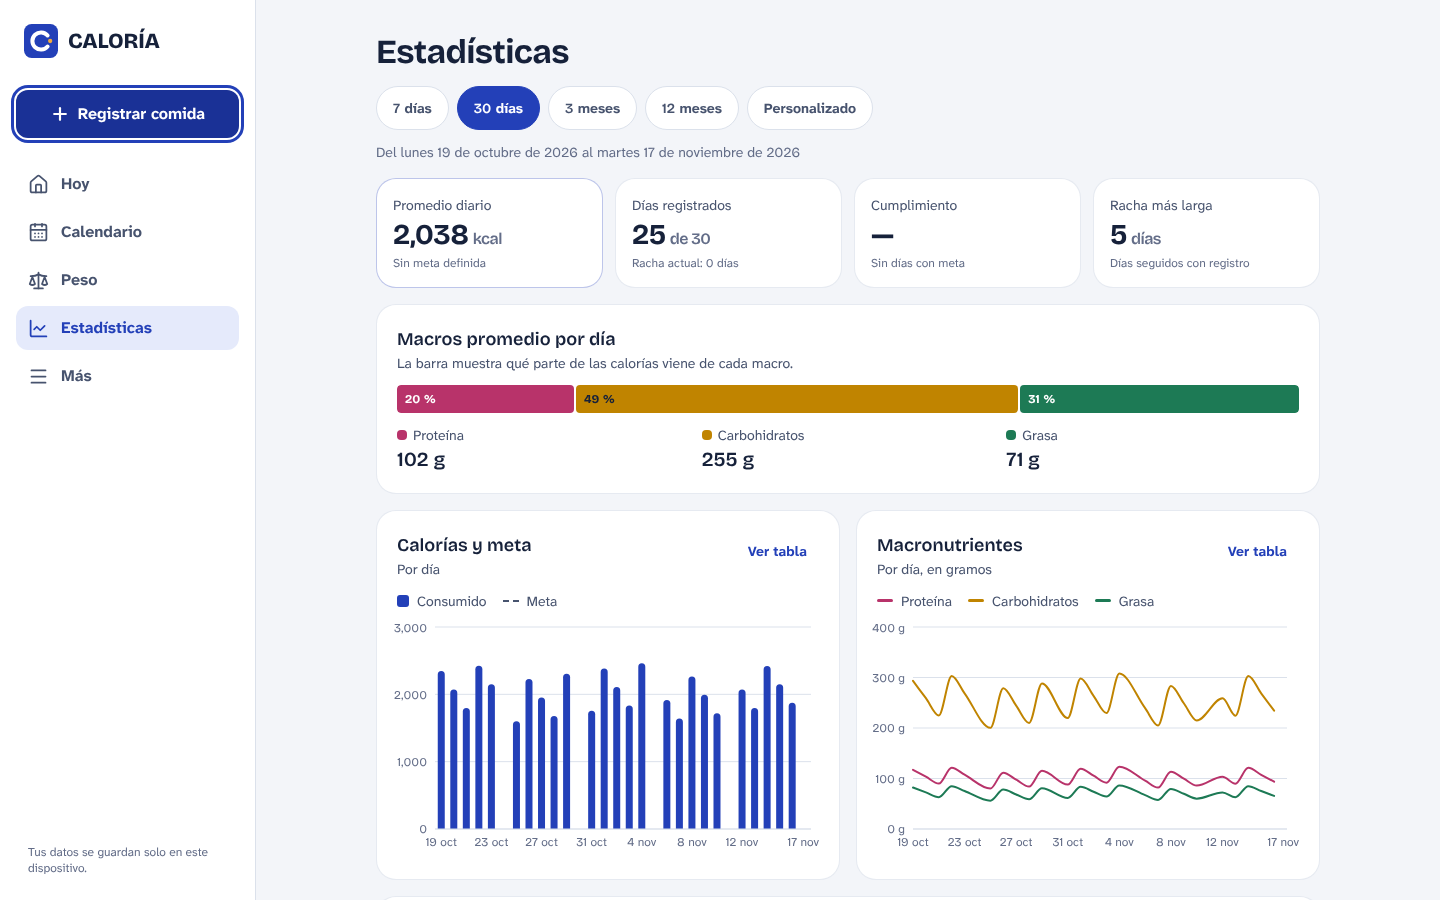 CALORÍA
Registrar comida
Hoy
Calendario
Peso
Estadísticas
Más
Tus datos se guardan solo en este
dispositivo.
Estadísticas
7 días
30 días
3 meses
12 meses
Personalizado
Del lunes 19 de octubre de 2026 al martes 17 de noviembre de 2026
Promedio diario
2,038 kcal
Sin meta definida
Días registrados
25 de 30
Racha actual: 0 días
Cumplimiento
—
Sin días con meta
Racha más larga
5 días
Días seguidos con registro
Macros promedio por día
La barra muestra qué parte de las calorías viene de cada macro.
20 %
49 %
31 %
Proteína
102 g
Carbohidratos
255 g
Grasa
71 g
Calorías y meta
Por día
Ver tabla
Consumido
Meta
3,000
2,000
1,000
0
19 oct
23 oct
27 oct
31 oct
4 nov
8 nov
12 nov
17 nov
Macronutrientes
Por día, en gramos
Ver tabla
Proteína
Carbohidratos
Grasa
400 g
300 g
200 g
100 g
0 g
19 oct
23 oct
27 oct
31 oct
4 nov
8 nov
12 nov
17 nov